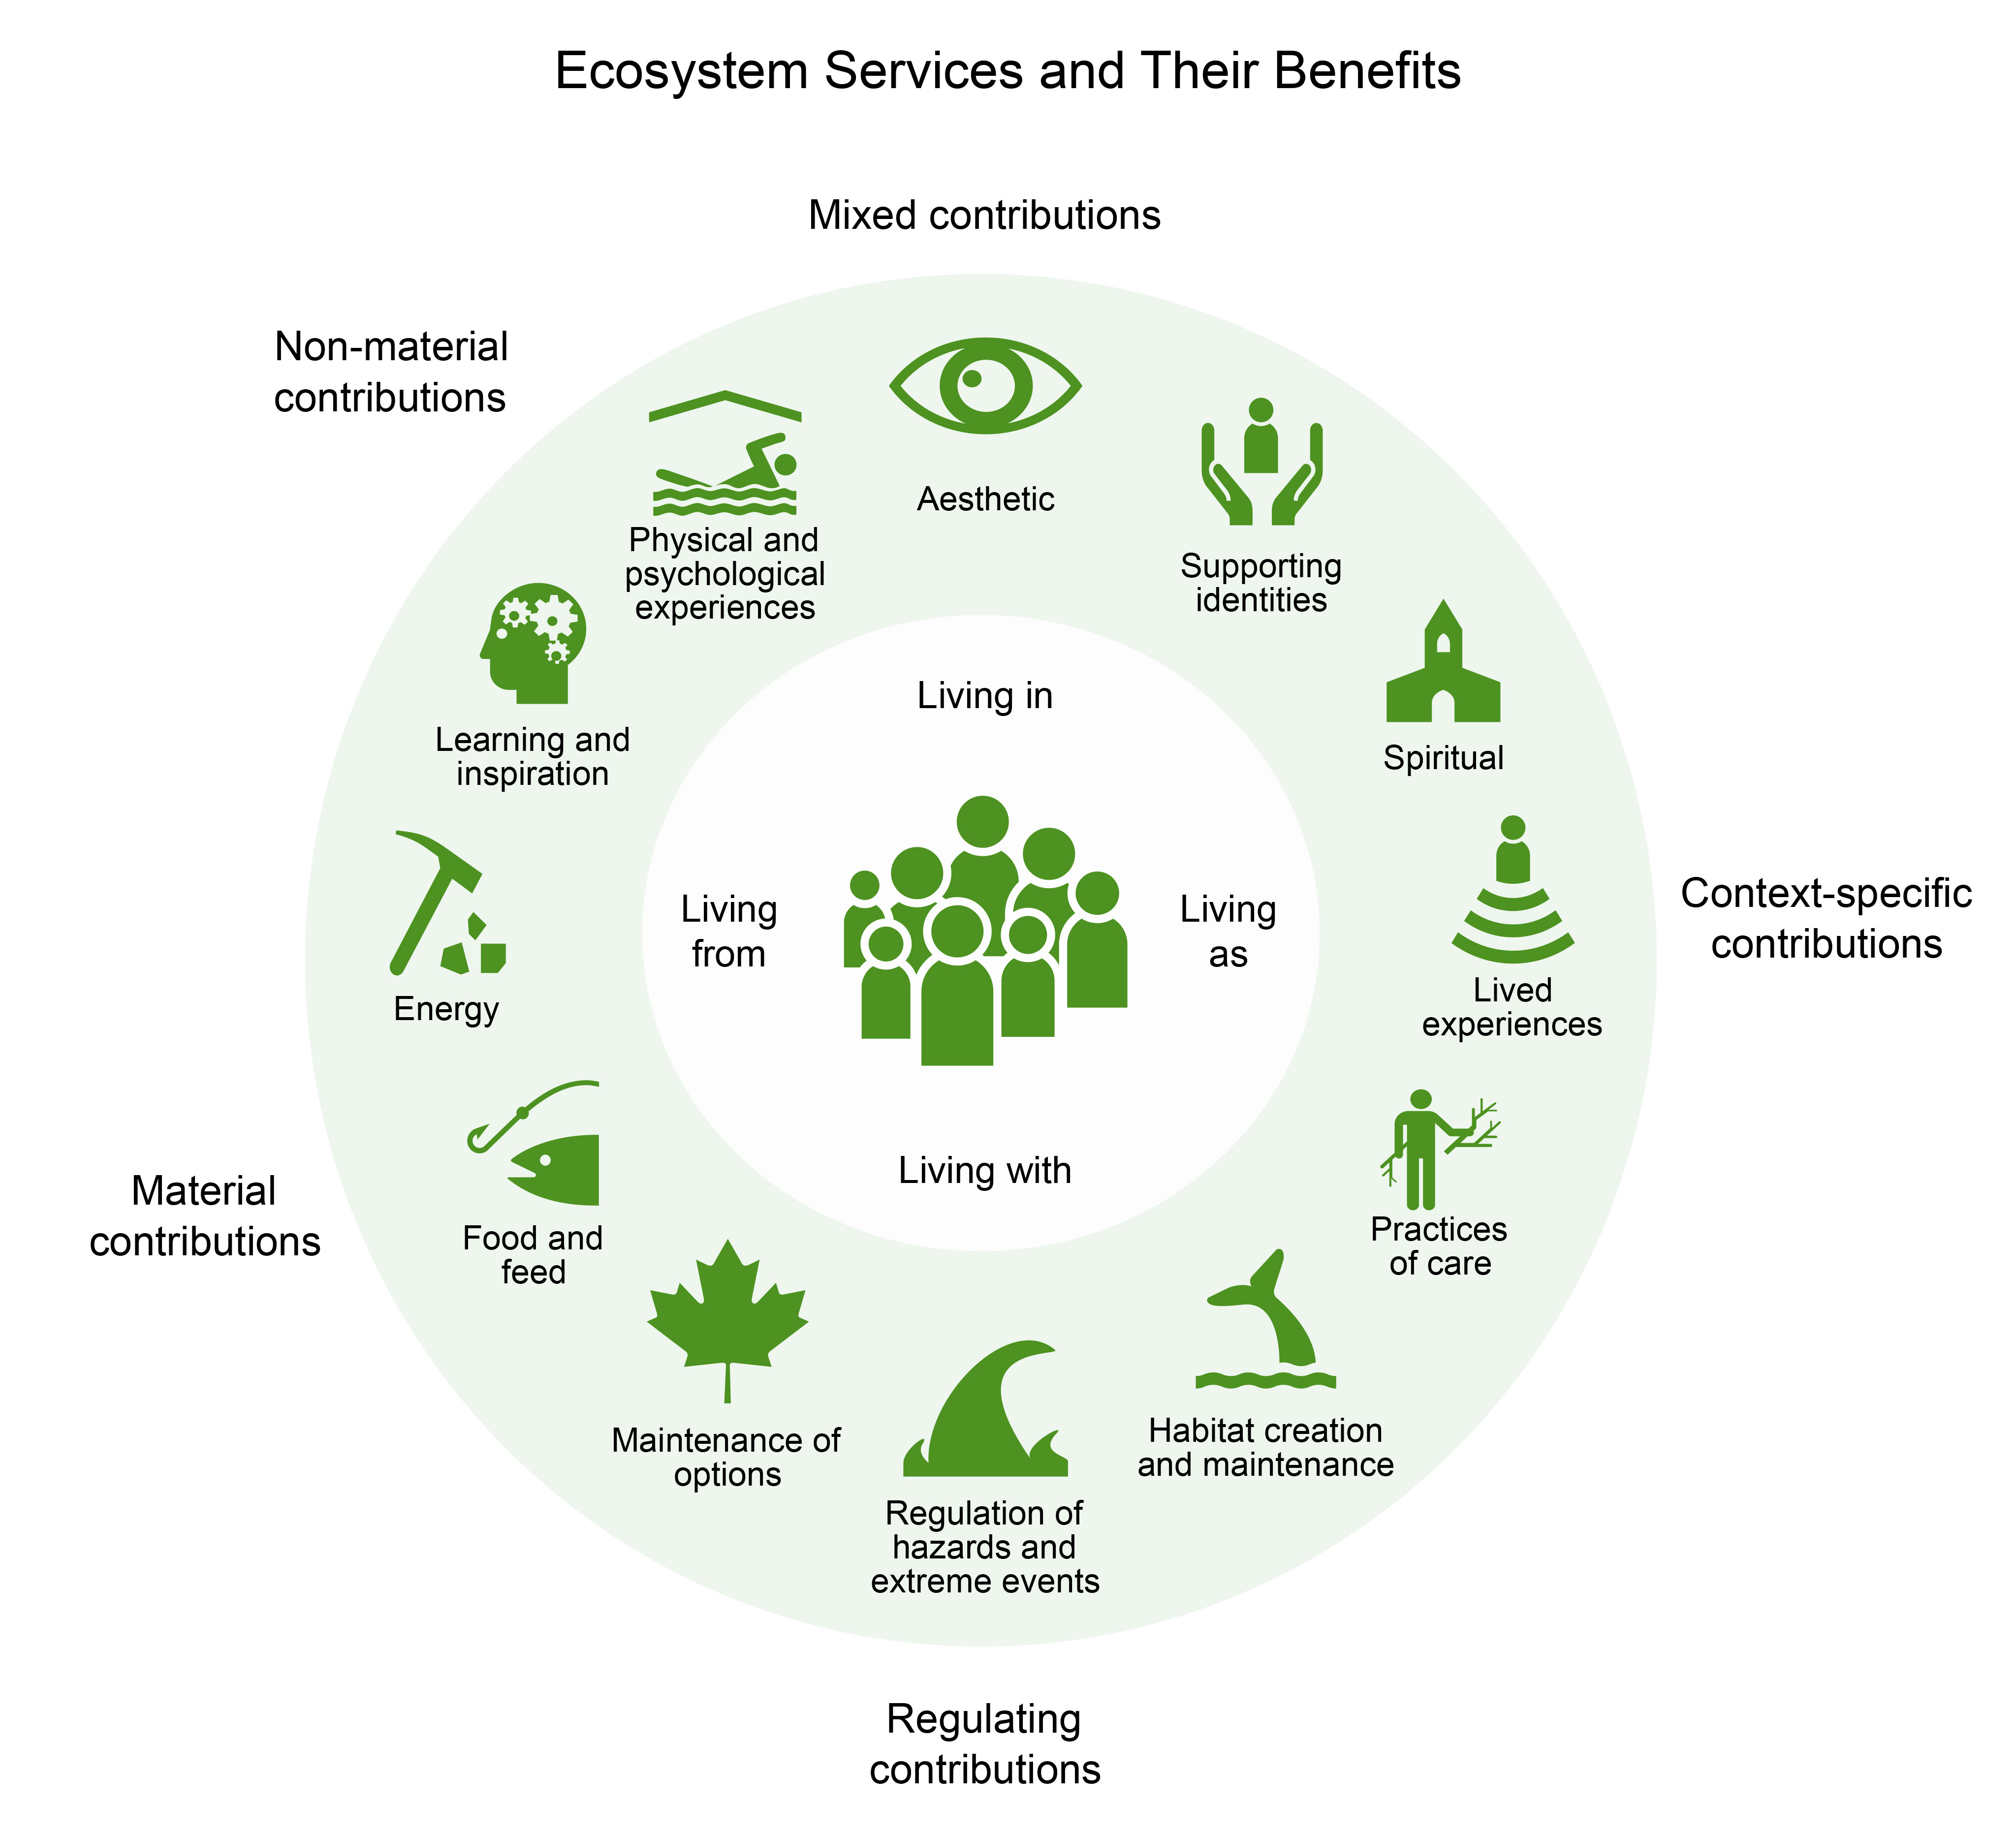 Ecosystem Services and Their Benefits
Mixed contributions
Non-material
contributions
Aesthetic
Physical and
psychological
experiences
Supporting
identities
Learning and
inspiration
Spiritual
Living in
Energy
Living
from
Living
as
Lived
experiences
Context-specific
contributions
Living with
Food and
feed
Practices
of care
Material
contributions
Maintenance of
options
Habitat creation
and maintenance
Regulation of
hazards and
extreme events
Regulating
contributions